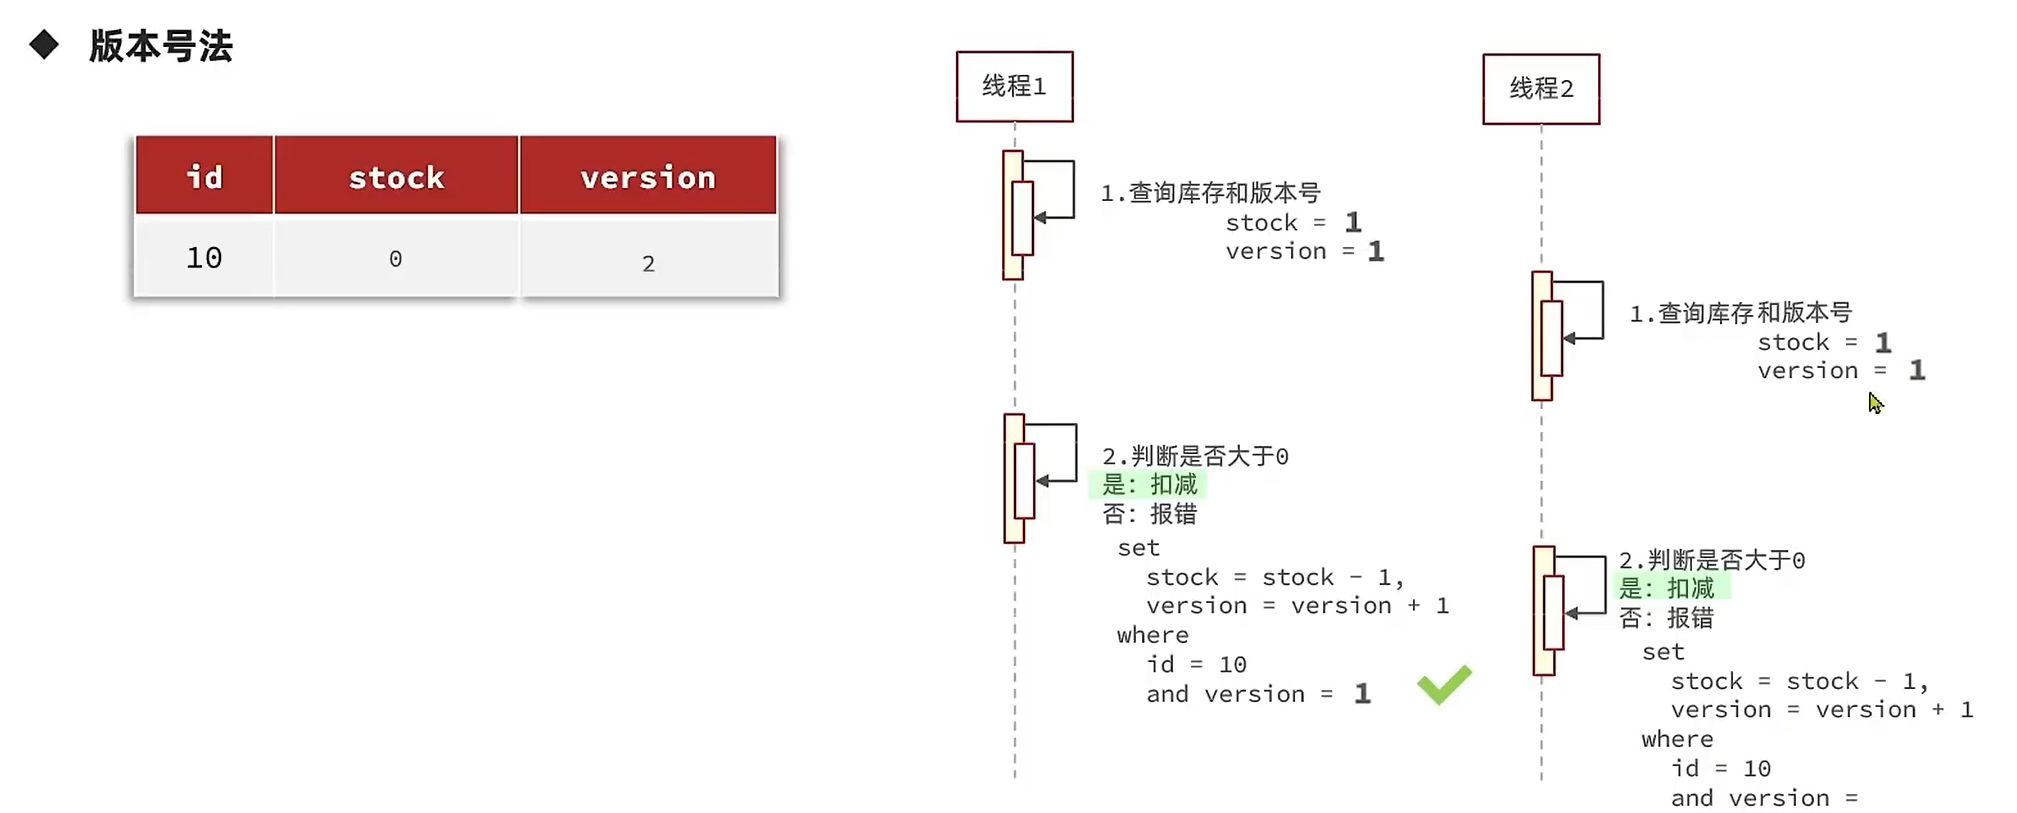 版本号法
id stock version
10 0 2
线程1
1.查询库存和版本号
stock = 1
version = 1
2.判断是否大于0
是：扣减
否：报错
set
stock = stock - 1,
version = version + 1
where
id = 10
and version = 1
线程2
1.查询库存和版本号
stock = 1
version = 1
2.判断是否大于0
是：扣减
否：报错
set
stock = stock - 1,
version = version + 1
where
id = 10
and version =